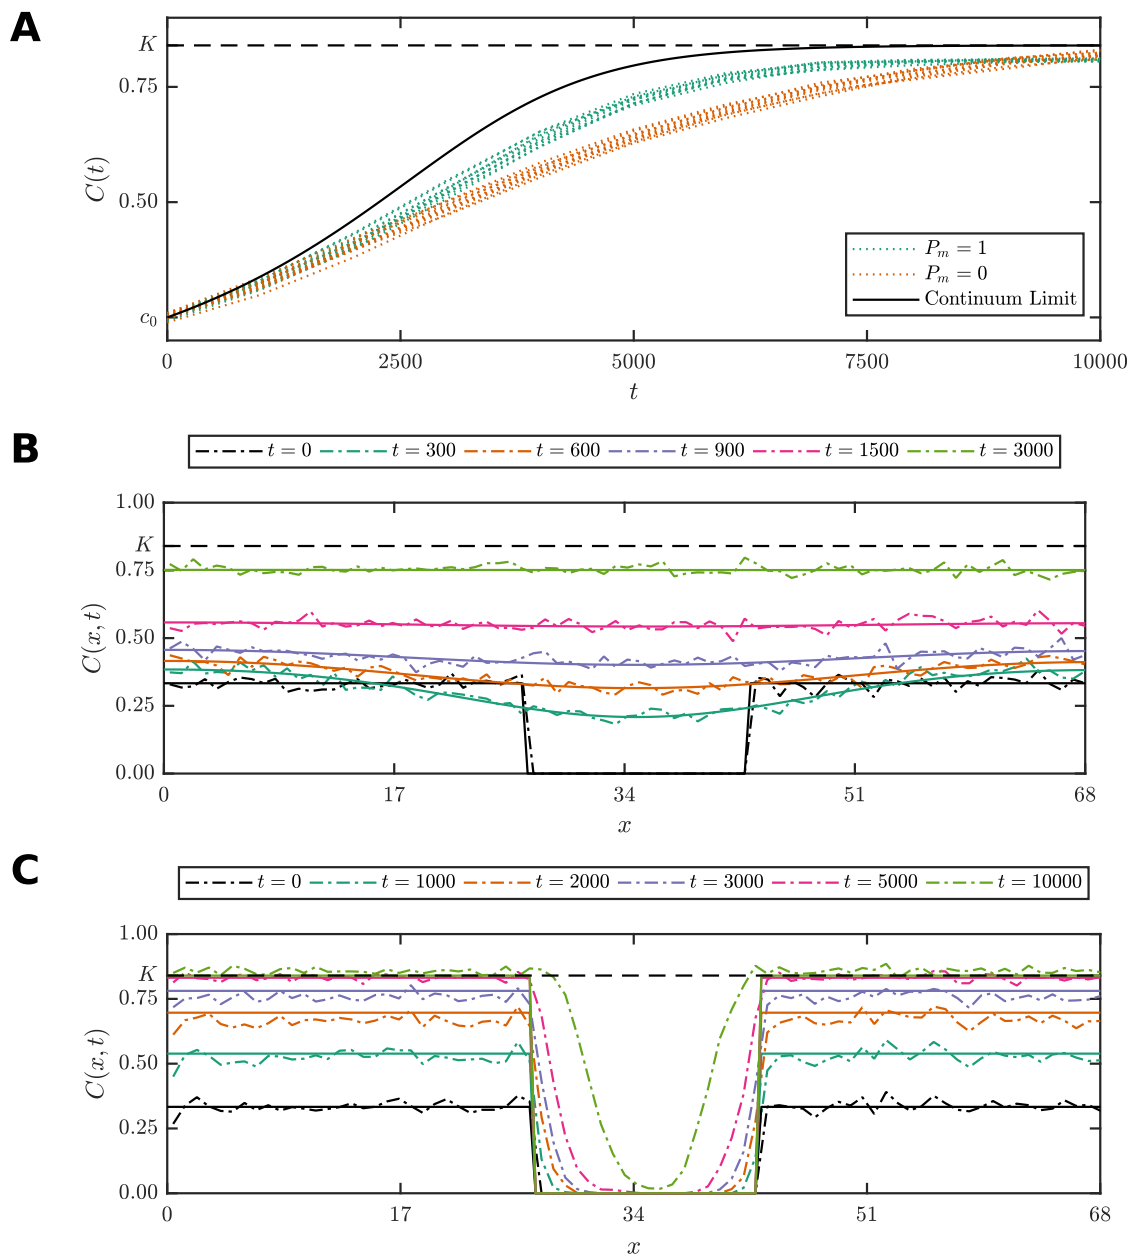 A
K
0.75
0.50
c₀
C(t)
Pₘ = 1
Pₘ = 0
Continuum Limit
0 2500 5000 7500 10000
t
B
t = 0 t = 300 t = 600 t = 900 t = 1500 t = 3000
1.00
K
0.75
0.50
0.25
0.00
C(x, t)
0 17 34 51 68
x
C
t = 0 t = 1000 t = 2000 t = 3000 t = 5000 t = 10000
1.00
K
0.75
0.50
0.25
0.00
C(x, t)
0 17 34 51 68
x